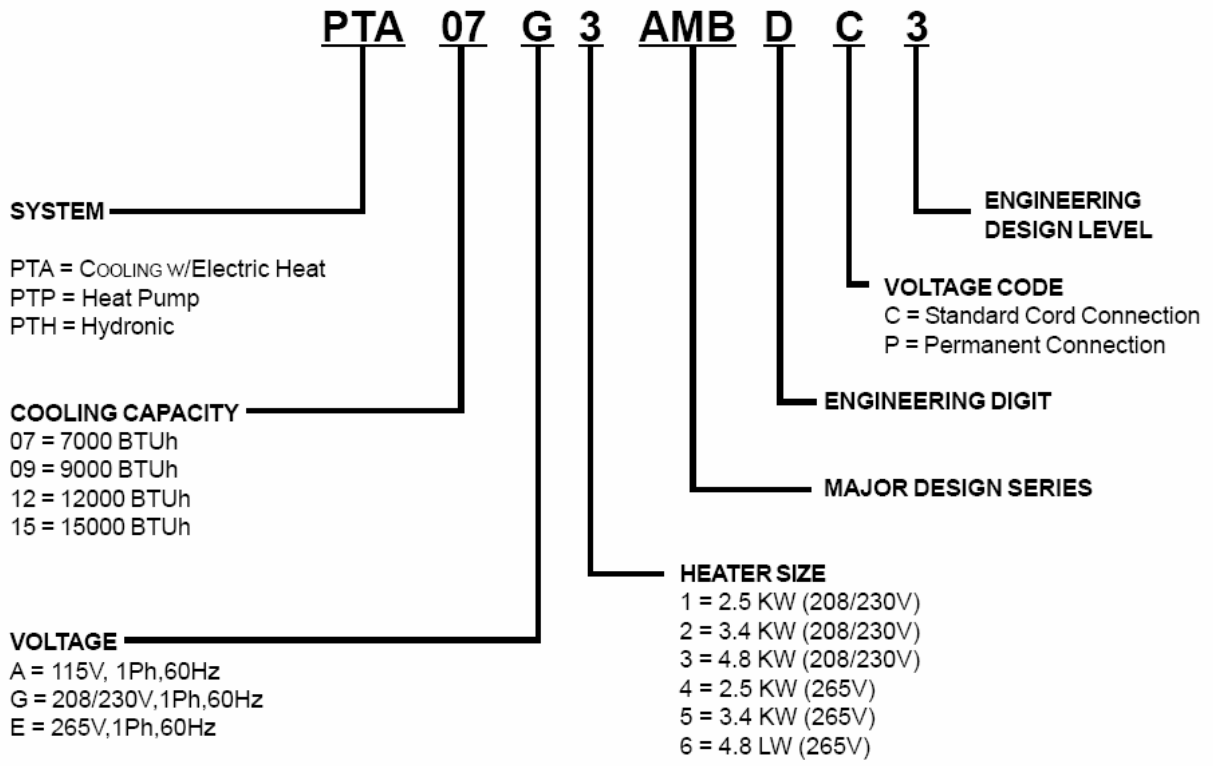 PTA 07 G 3 AMB D C 3
SYSTEM
PTA = COOLING W/Electric Heat
PTP = Heat Pump
PTH = Hydronic
COOLING CAPACITY
07 = 7000 BTUh
09 = 9000 BTUh
12 = 12000 BTUh
15 = 15000 BTUh
VOLTAGE
A = 115V, 1Ph,60Hz
G = 208/230V,1Ph,60Hz
E = 265V,1Ph,60Hz
ENGINEERING
DESIGN LEVEL
VOLTAGE CODE
C = Standard Cord Connection
P = Permanent Connection
ENGINEERING DIGIT
MAJOR DESIGN SERIES
HEATER SIZE
1 = 2.5 KW (208/230V)
2 = 3.4 KW (208/230V)
3 = 4.8 KW (208/230V)
4 = 2.5 KW (265V)
5 = 3.4 KW (265V)
6 = 4.8 LW (265V)